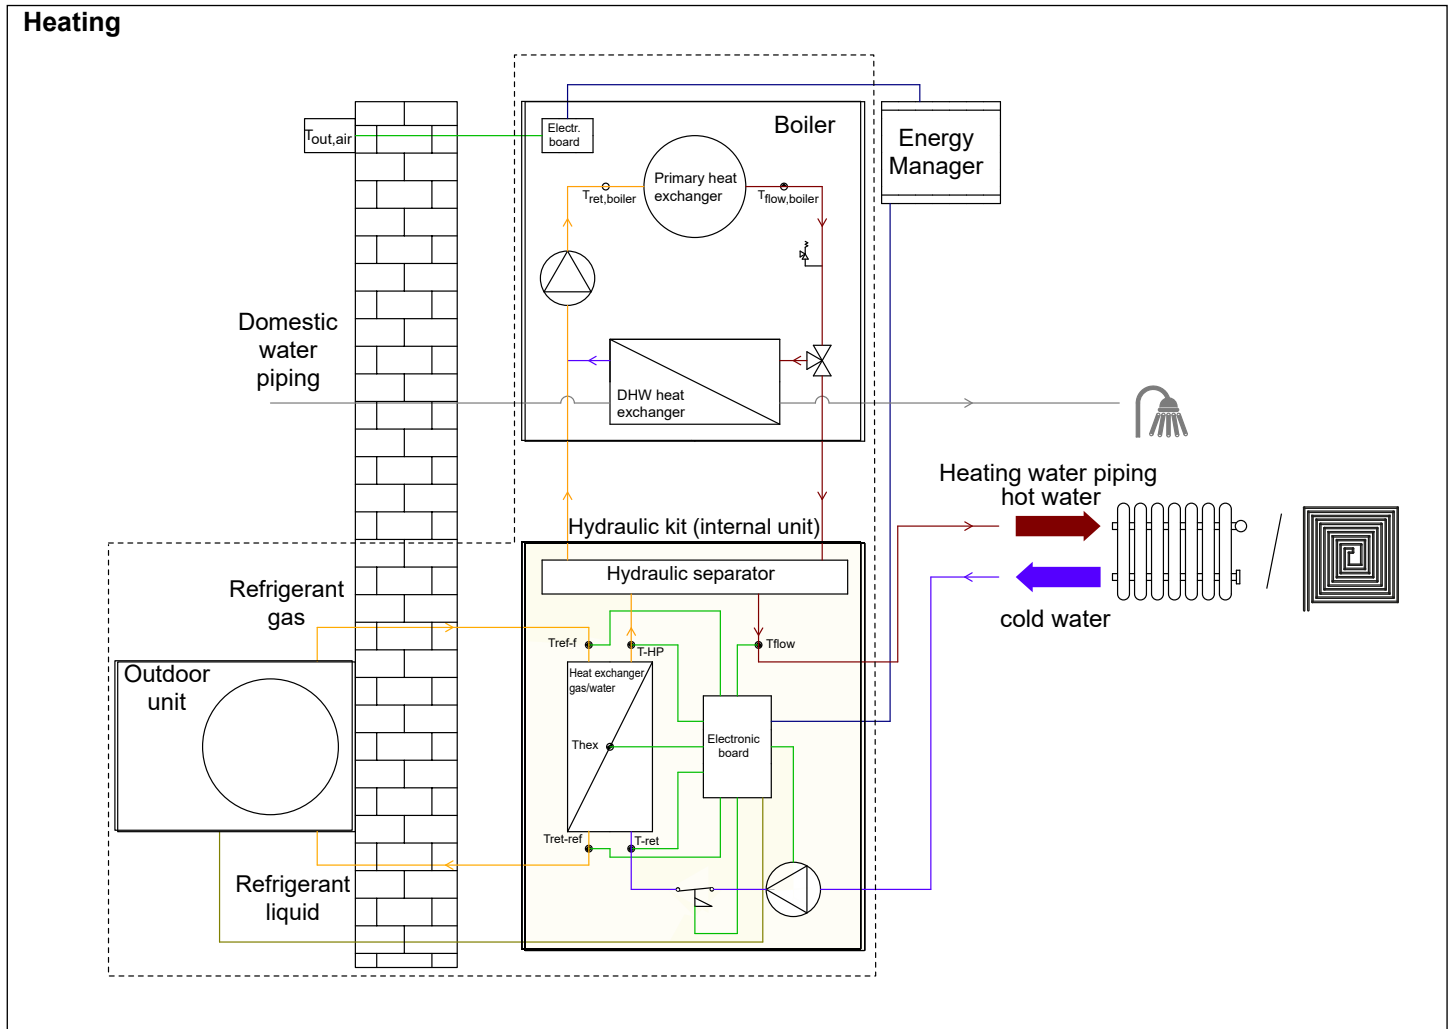 Heating
Electr.
board
Boiler
Energy
Manager
Tout,air
Primary heat
exchanger
Tret,boiler
Tflow,boiler
Domestic
water
piping
DHW heat
exchanger
Heating water piping
hot water
Hydraulic kit (internal unit)
Hydraulic separator
Refrigerant
gas
cold water
Tref-f
T-HP
Tflow
Outdoor
unit
Heat exchanger
gas/water
Thex
Electronic
board
Tret-ref
T-ret
Refrigerant
liquid